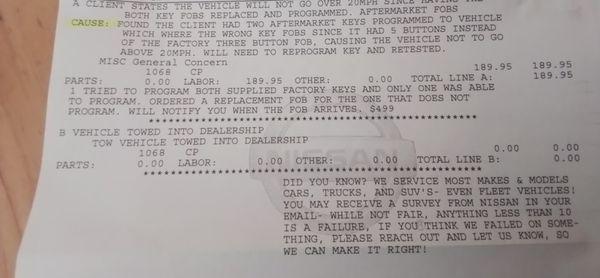 A CLIENT STATES THE VEHICLE WILL NOT GO OVER 20MPH SINCE HAVING THE
BOTH KEY FOBS REPLACED AND PROGRAMMED. AFTERMARKET FOBS
CAUSE: FOUND THE CLIENT HAD TWO AFTERMARKET KEYS PROGRAMMED TO VEHICLE
WHICH WHERE THE WRONG KEY FOBS SINCE IT HAD 5 BUTTONS INSTEAD
OF THE FACTORY THREE BUTTON FOB, CAUSING THE VEHICLE NOT TO GO
ABOVE 20MPH. WILL NEED TO REPROGRAM KEY AND RETESTED.
MISC General Concern
1068 CP 189.95 189.95
PARTS: 0.00 LABOR: 189.95 OTHER: 0.00 TOTAL LINE A: 189.95
1 TRIED TO PROGRAM BOTH SUPPLIED FACTORY KEYS AND ONLY ONE WAS ABLE
TO PROGRAM. ORDERED A REPLACEMENT FOB FOR THE ONE THAT DOES NOT
PROGRAM. WILL NOTIFY YOU WHEN THE FOB ARRIVES. $499
****************************************************
B VEHICLE TOWED INTO DEALERSHIP
TOW VEHICLE TOWED INTO DEALERSHIP
1068 CP 0.00 0.00
PARTS: 0.00 LABOR: 0.00 OTHER: 0.00 TOTAL LINE B: 0.00
****************************************************
NISSAN
DID YOU KNOW? WE SERVICE MOST MAKES & MODELS
CARS, TRUCKS, AND SUV'S- EVEN FLEET VEHICLES!
YOU MAY RECEIVE A SURVEY FROM NISSAN IN YOUR
EMAIL- WHILE NOT FAIR, ANYTHING LESS THAN 10
IS A FAILURE, IF YOU THINK WE FAILED ON SOME-
THING, PLEASE REACH OUT AND LET US KNOW, SO
WE CAN MAKE IT RIGHT!